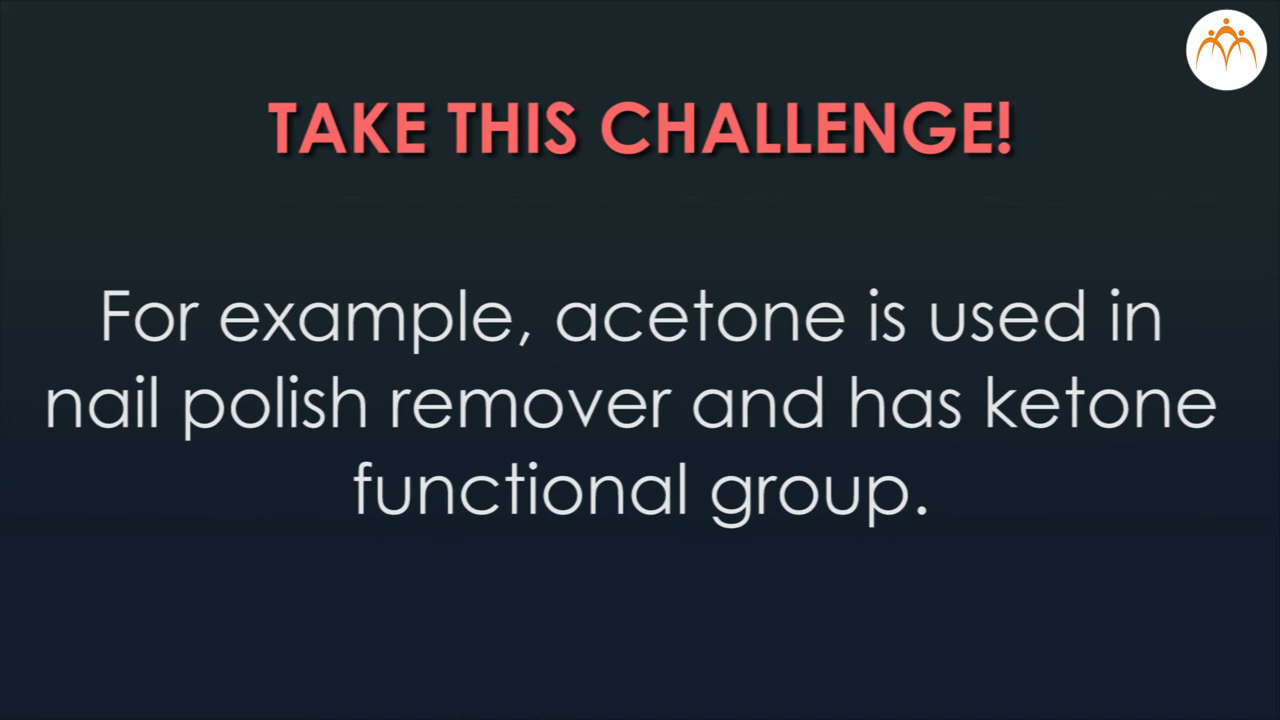 TAKE THIS CHALLENGE!
For example, acetone is used in
nail polish remover and has ketone
functional group.